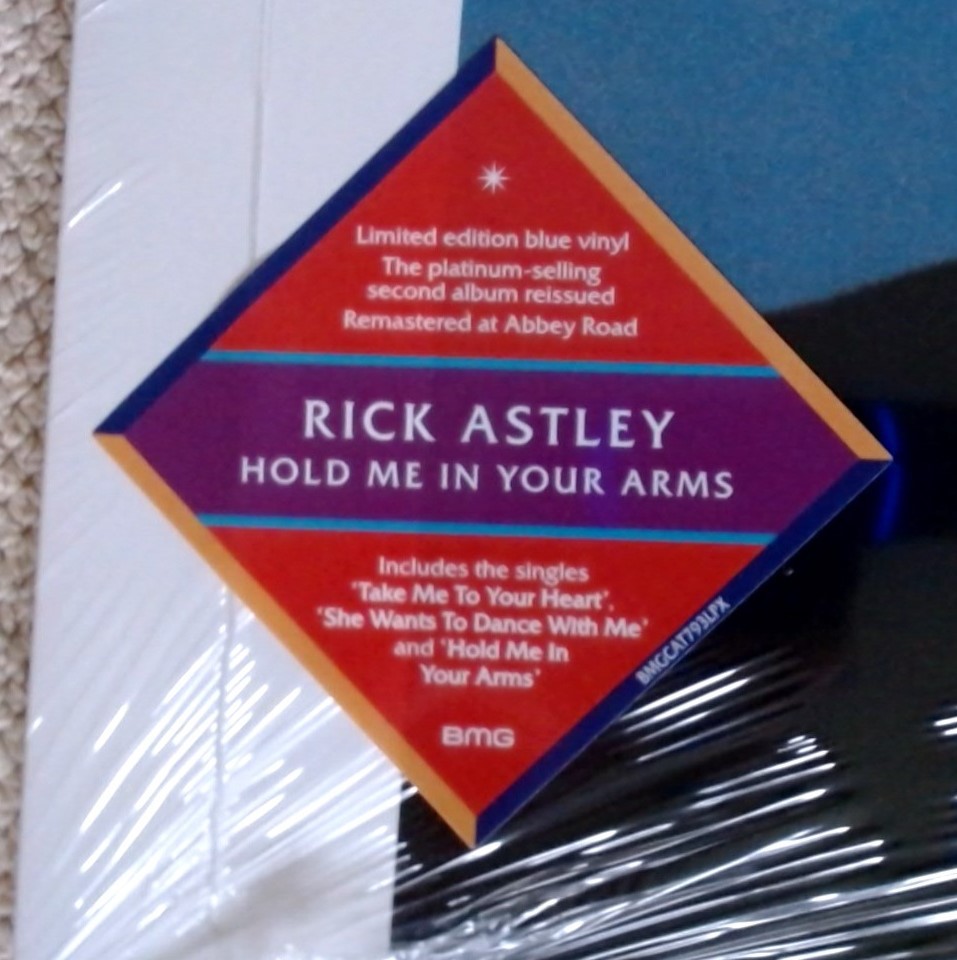 Limited edition blue vinyl
The platinum-selling
second album reissued
Remastered at Abbey Road
RICK ASTLEY
HOLD ME IN YOUR ARMS
Includes the singles
'Take Me To Your Heart',
'She Wants To Dance With Me'
and 'Hold Me In
Your Arms'
BMG
BMGCAT793LPX